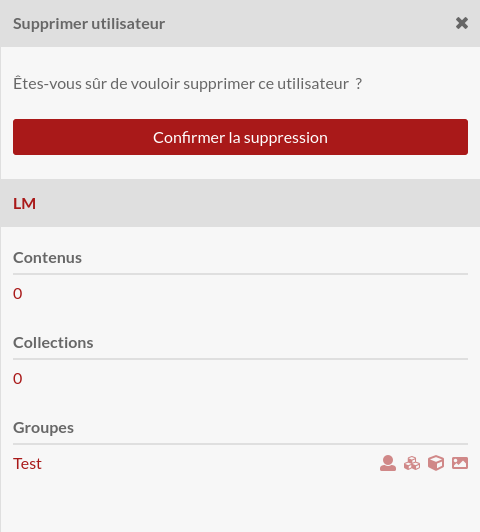 Supprimer utilisateur
Êtes-vous sûr de vouloir supprimer ce utilisateur ?
Confirmer la suppression
LM
Contenus
0
Collections
0
Groupes
Test